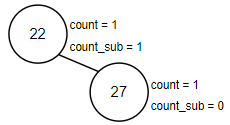 22
count = 1
count_sub = 1
27
count = 1
count_sub = 0